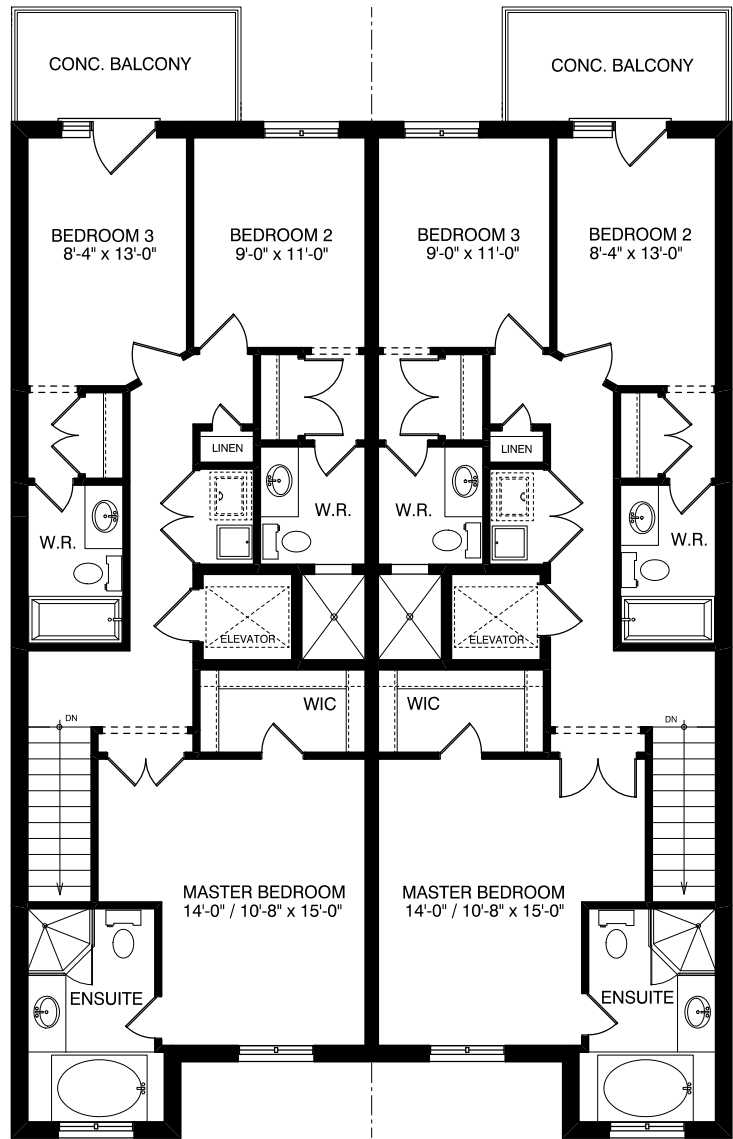 CONC. BALCONY
CONC. BALCONY
BEDROOM 3
8'-4" x 13'-0"
BEDROOM 2
9'-0" x 11'-0"
BEDROOM 3
9'-0" x 11'-0"
BEDROOM 2
8'-4" x 13'-0"
LINEN
LINEN
W.R.
W.R.
W.R.
W.R.
ELEVATOR
ELEVATOR
WIC
WIC
DN
DN
MASTER BEDROOM
14'-0" / 10'-8" x 15'-0"
MASTER BEDROOM
14'-0" / 10'-8" x 15'-0"
ENSUITE
ENSUITE